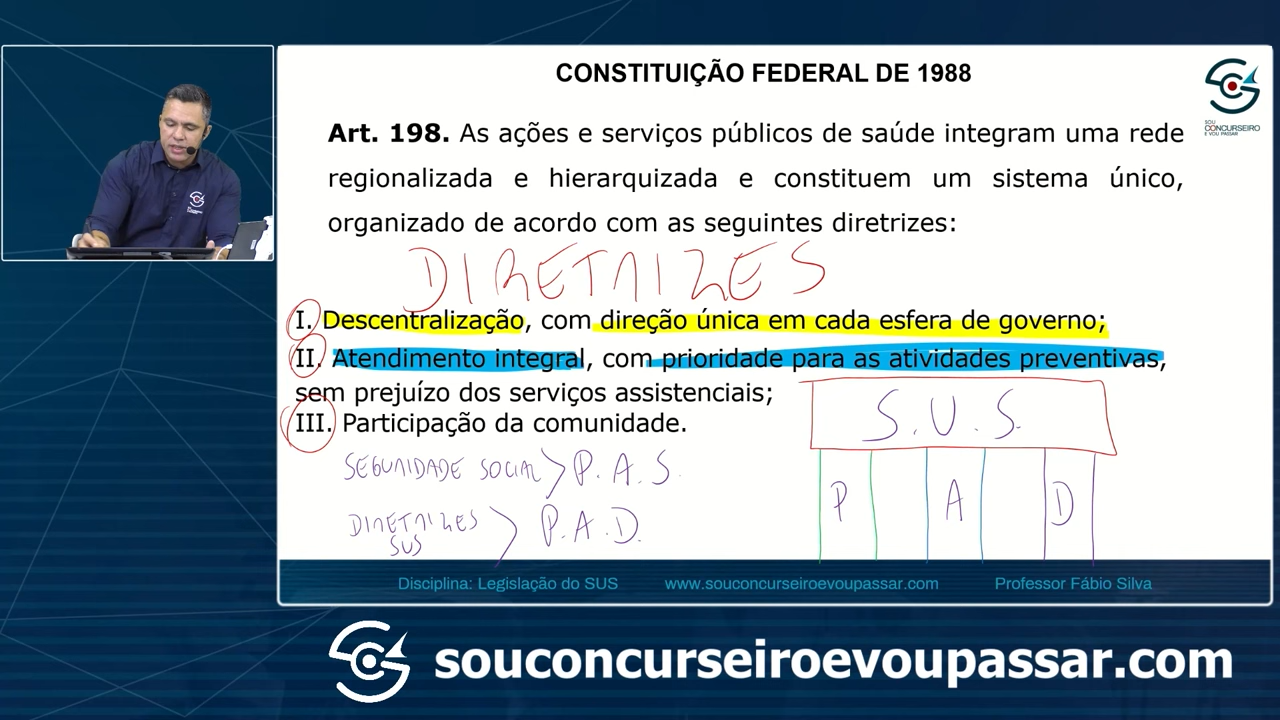 CONSTITUIÇÃO FEDERAL DE 1988
SOU
CONCURSEIRO
E VOU PASSAR
Art. 198. As ações e serviços públicos de saúde integram uma rede
regionalizada e hierarquizada e constituem um sistema único,
organizado de acordo com as seguintes diretrizes:
DIRETRIZES
I. Descentralização, com direção única em cada esfera de governo;
II. Atendimento integral, com prioridade para as atividades preventivas,
sem prejuízo dos serviços assistenciais;
III. Participação da comunidade.
S.U.S.
SEGURIDADE SOCIAL > P.A.S.
P A D
DIRETRIZES
SUS > P.A.D.
Disciplina: Legislação do SUS www.souconcurseiroevoupassar.com Professor Fábio Silva
souconcurseiroevoupassar.com